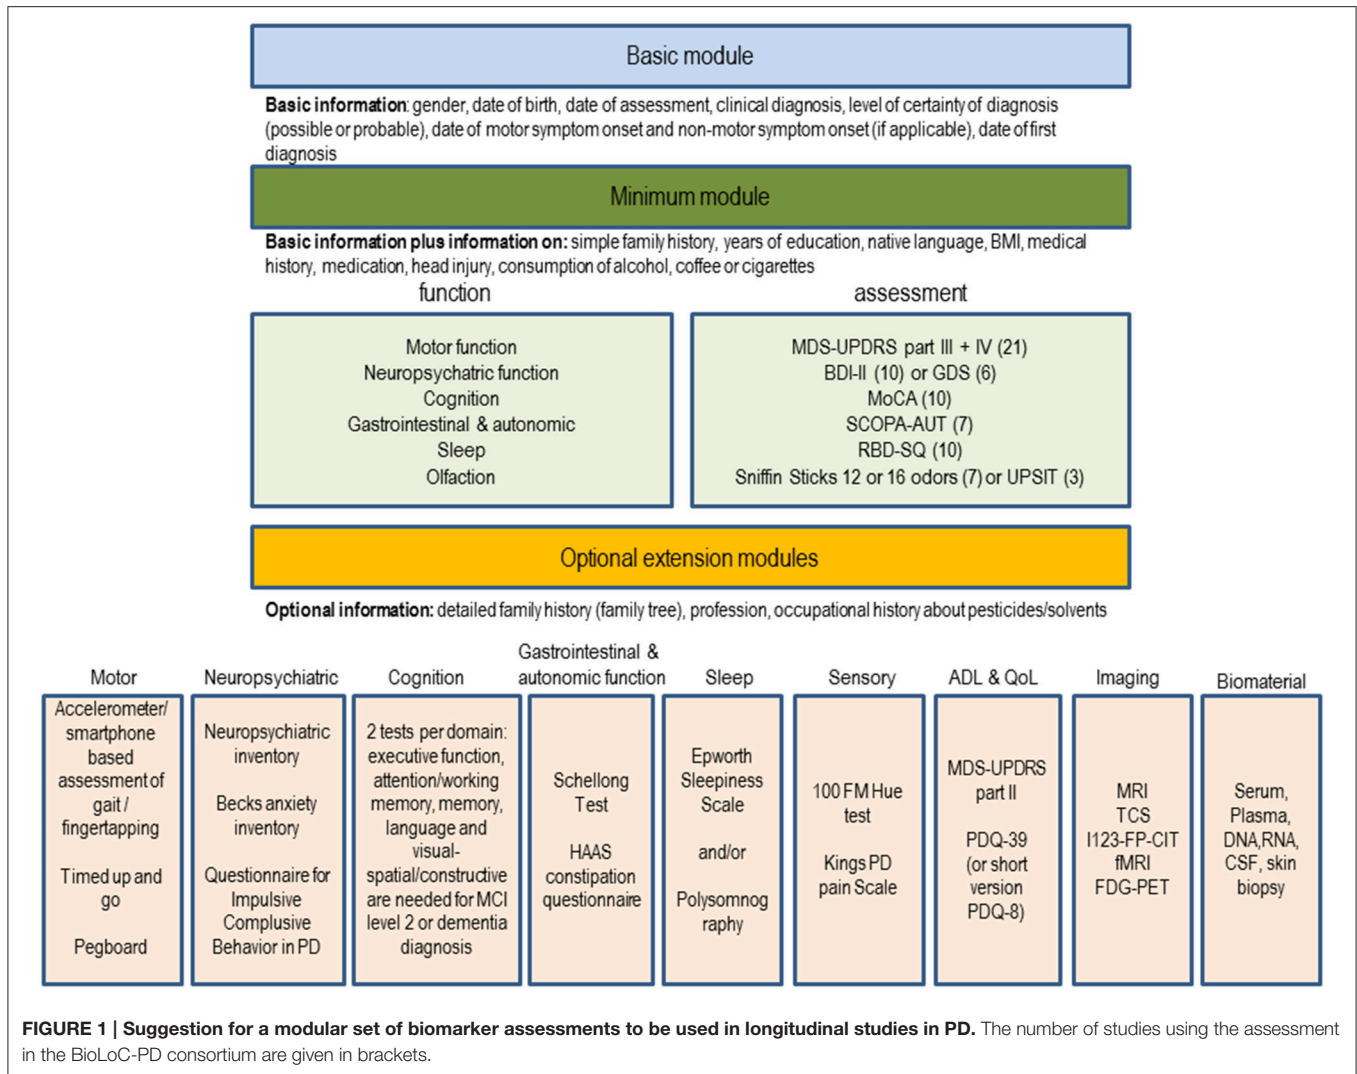 Basic module
Basic information: gender, date of birth, date of assessment, clinical diagnosis, level of certainty of diagnosis
(possible or probable), date of motor symptom onset and non-motor symptom onset (if applicable), date of first
diagnosis
Minimum module
Basic information plus information on: simple family history, years of education, native language, BMI, medical
history, medication, head injury, consumption of alcohol, coffee or cigarettes
function
Motor function
Neuropsychatric function
Cognition
Gastrointestinal & autonomic
Sleep
Olfaction
assessment
MDS-UPDRS part III + IV (21)
BDI-II (10) or GDS (6)
MoCA (10)
SCOPA-AUT (7)
RBD-SQ (10)
Sniffin Sticks 12 or 16 odors (7) or UPSIT (3)
Optional extension modules
Optional information: detailed family history (family tree), profession, occupational history about pesticides/solvents
Motor
Accelerometer/
smartphone
based
assessment of
gait /
fingertapping
Timed up and
go
Pegboard
Neuropsychiatric
Neuropsychiatric
inventory
Becks anxiety
inventory
Questionnaire for
Impulsive
Complusive
Behavior in PD
Cognition
2 tests per domain:
executive function,
attention/working
memory, memory,
language and
visual-
spatial/constructive
are needed for MCI
level 2 or dementia
diagnosis
Gastrointestinal &
autonomic function
Schellong
Test
HAAS
constipation
questionnaire
Sleep
Epworth
Sleepiness
Scale
and/or
Polysomnog
raphy
Sensory
100 FM Hue
test
Kings PD
pain Scale
ADL & QoL
MDS-UPDRS
part II
PDQ-39
(or short
version
PDQ-8)
Imaging
MRI
TCS
I123-FP-CIT
fMRI
FDG-PET
Biomaterial
Serum,
Plasma,
DNA,RNA,
CSF, skin
biopsy
FIGURE 1 | Suggestion for a modular set of biomarker assessments to be used in longitudinal studies in PD. The number of studies using the assessment
in the BioLoC-PD consortium are given in brackets.